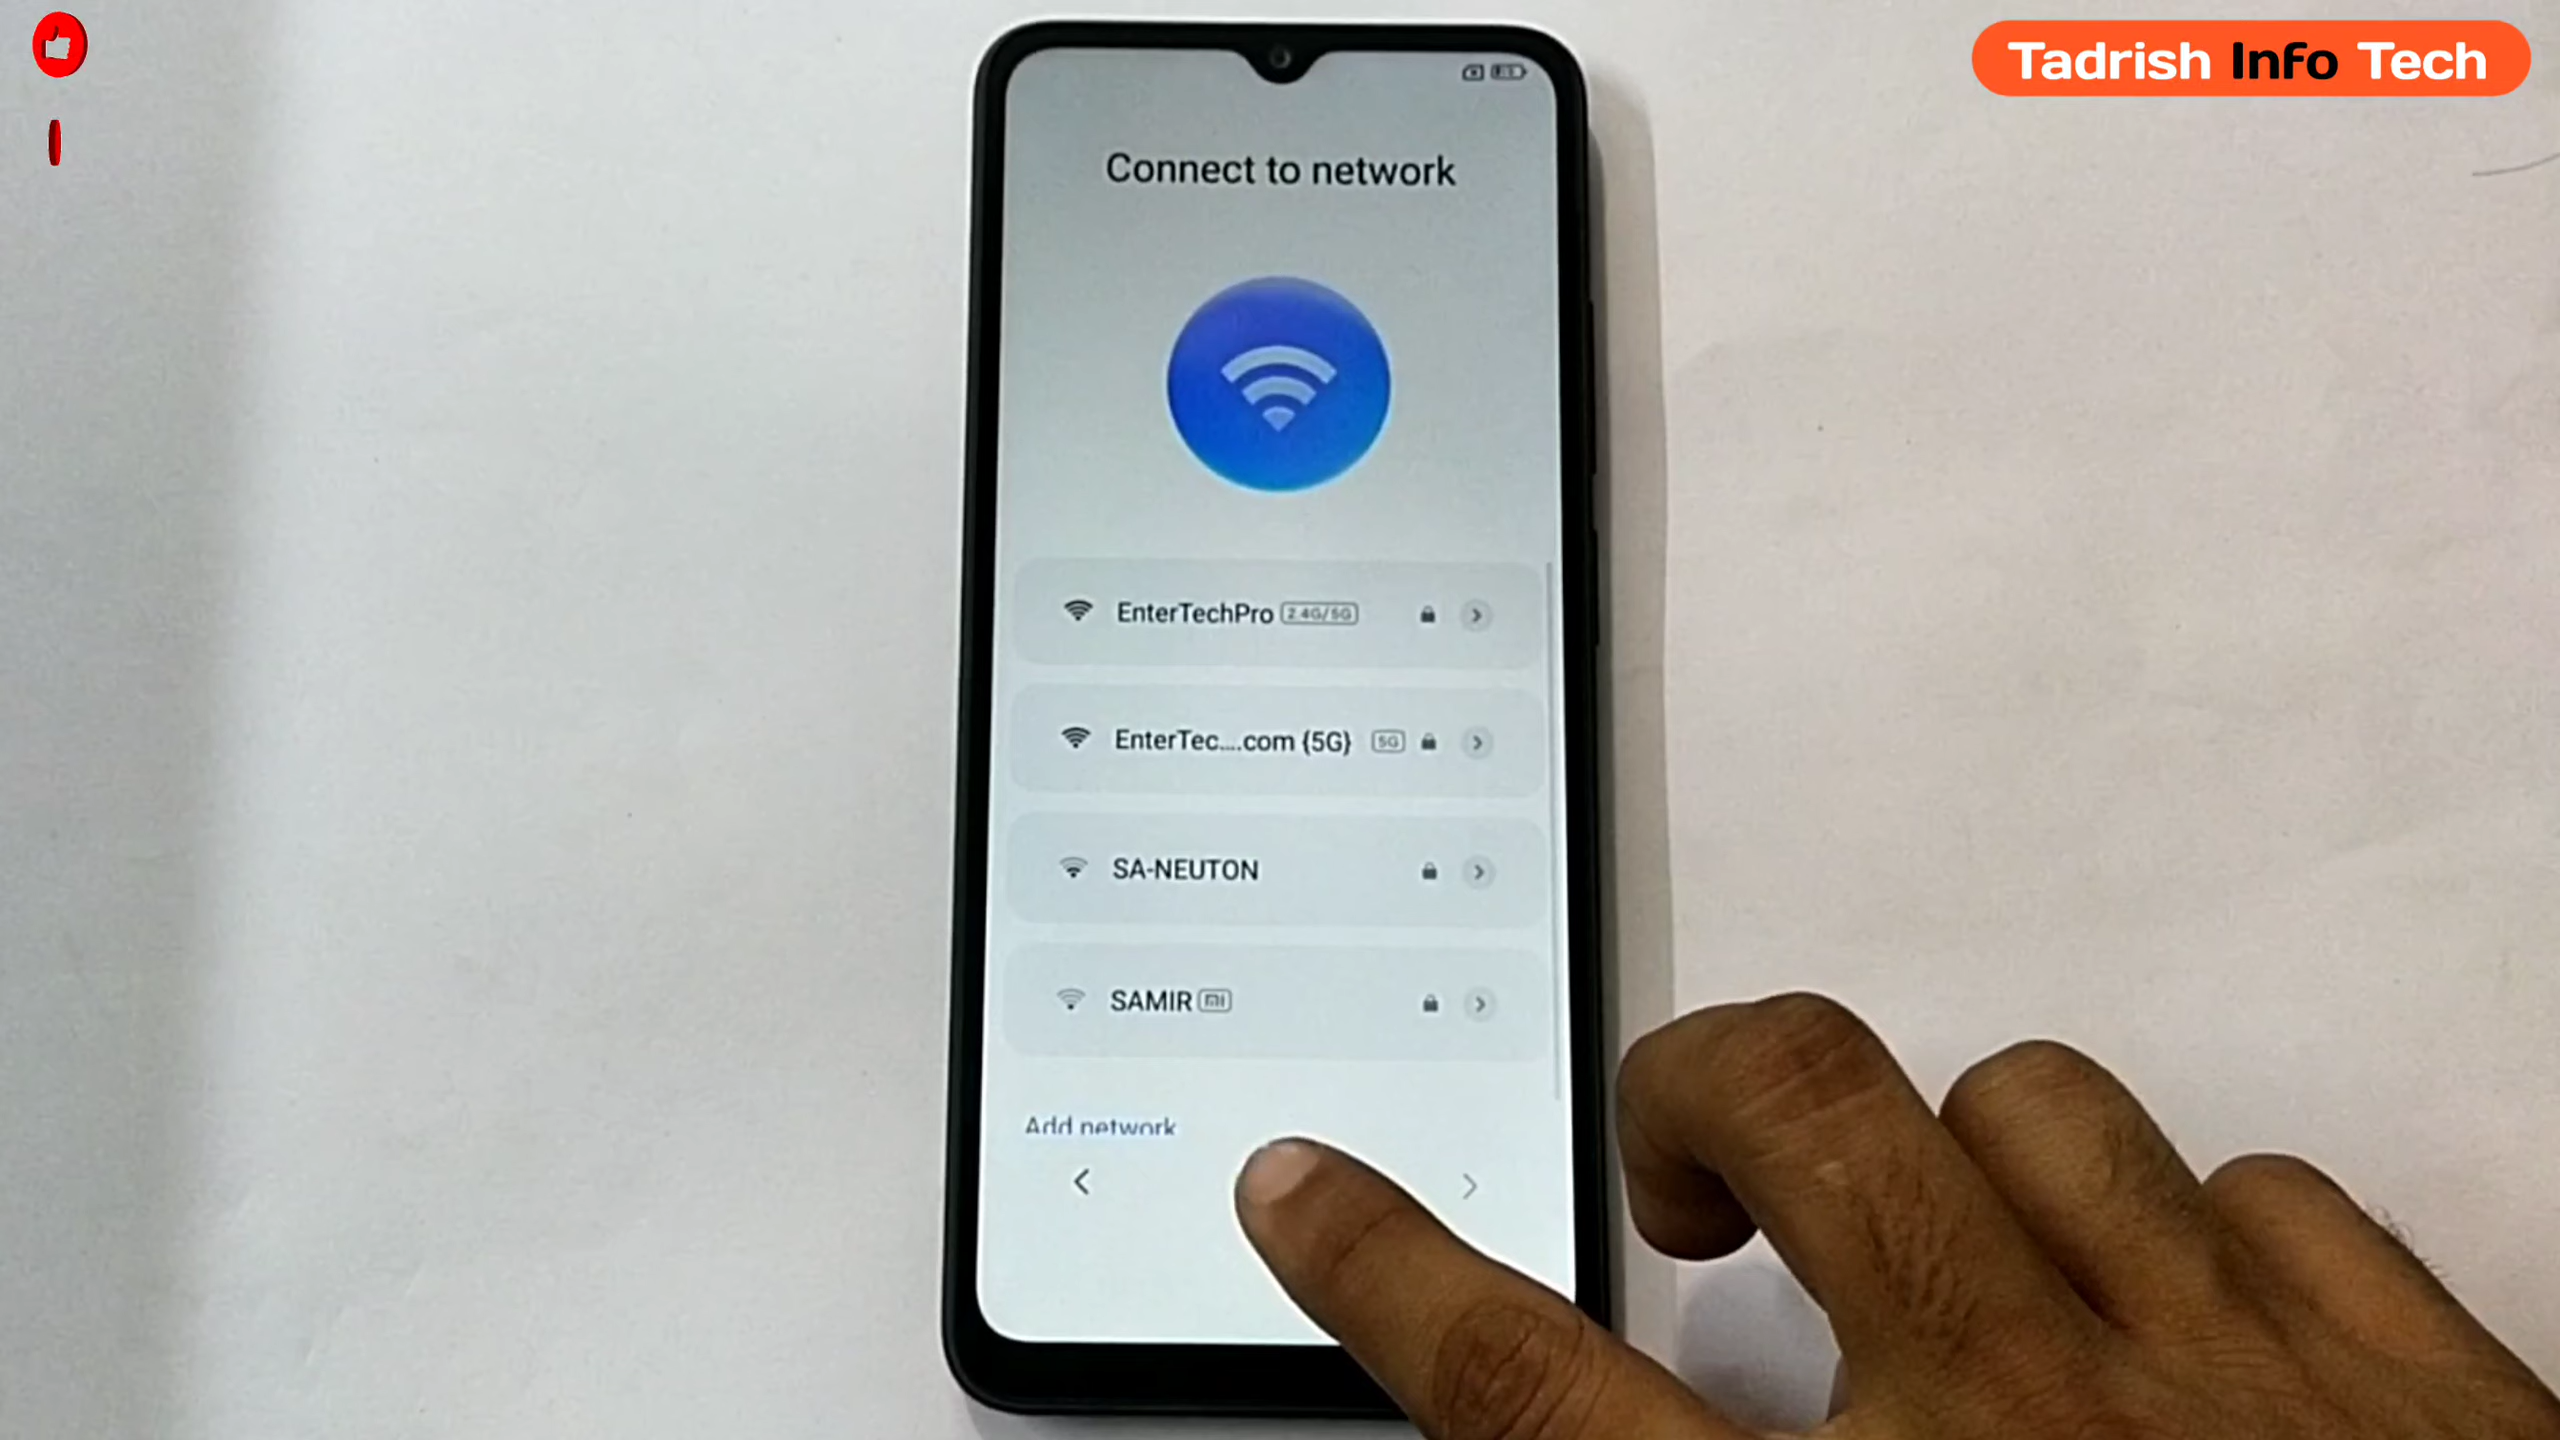 Tadrish Info Tech
Connect to network
EnterTechPro 2.4G/5G
EnterTec....com {5G} 5G
SA-NEUTON
SAMIR mi
Add network